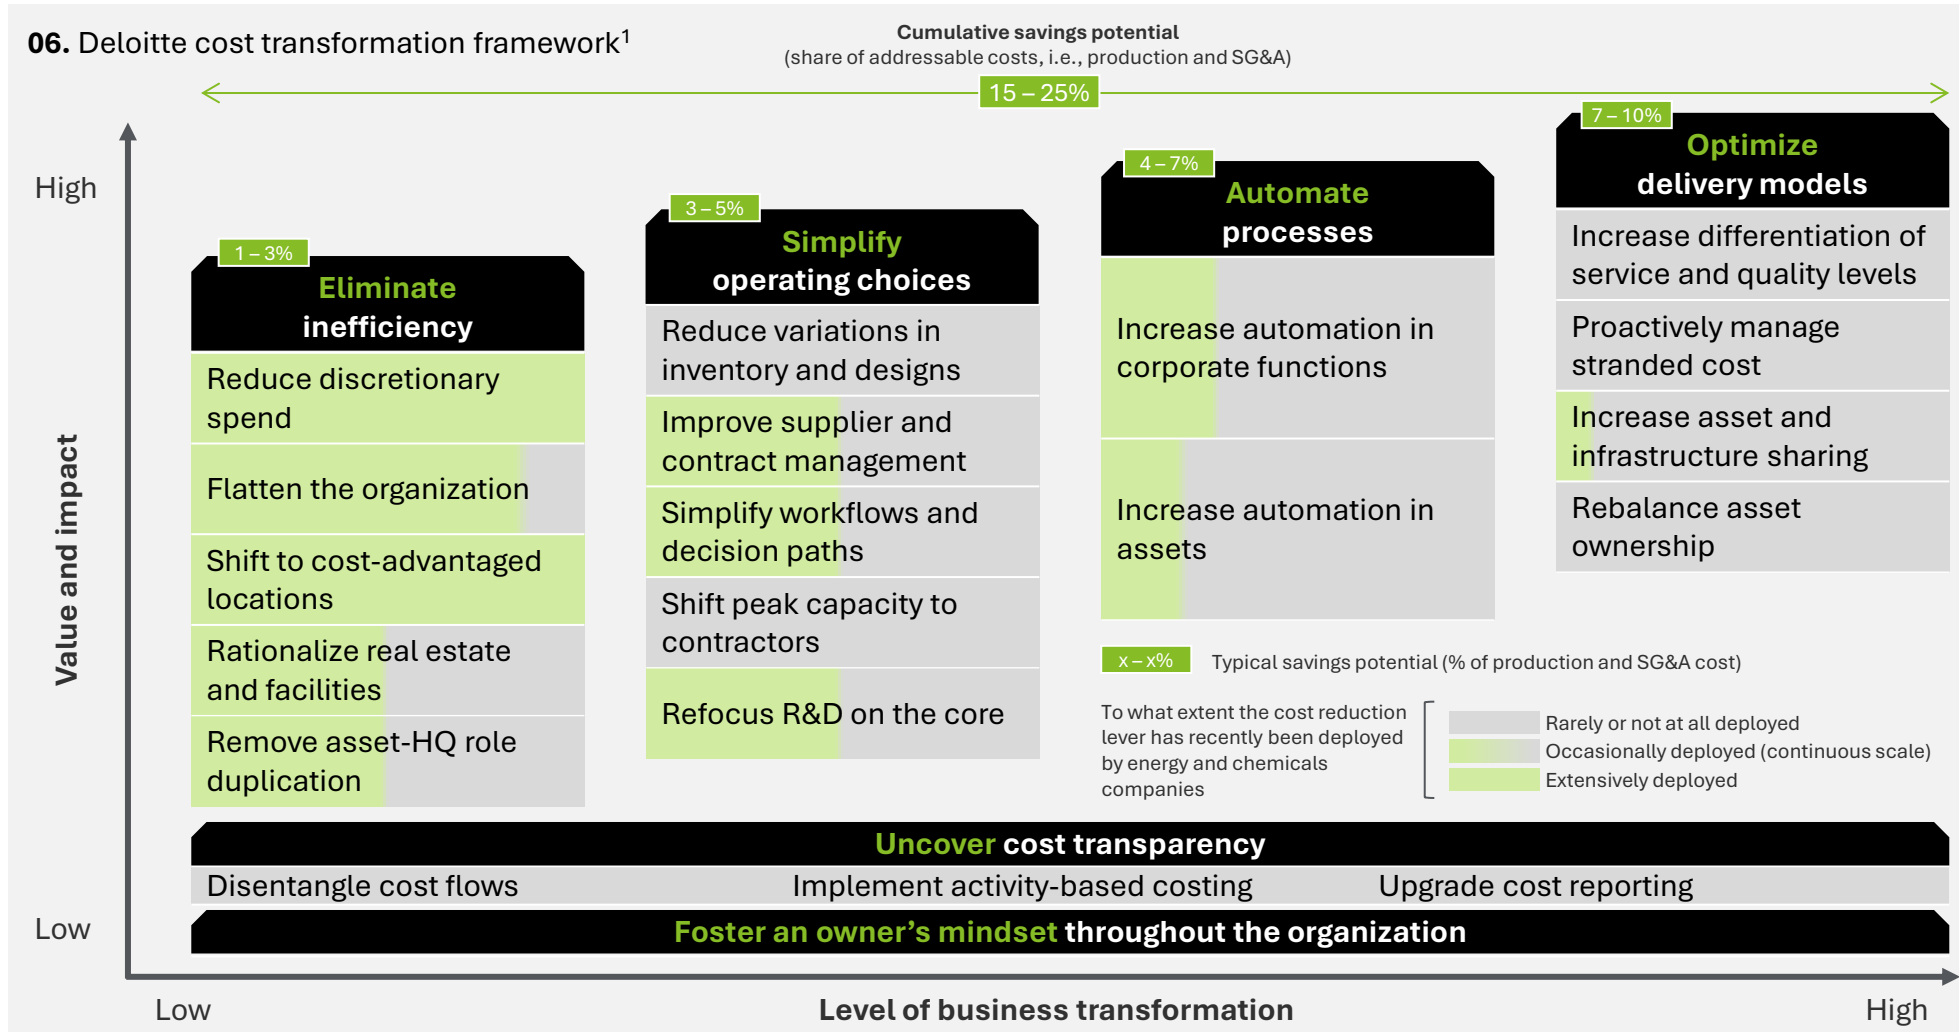 06. Deloitte cost transformation framework¹
Cumulative savings potential
(share of addressable costs, i.e., production and SG&A)
15 – 25%
Value and impact
High
Low
1 – 3%
Eliminate
inefficiency
Reduce discretionary
spend
Flatten the organization
Shift to cost-advantaged
locations
Rationalize real estate
and facilities
Remove asset-HQ role
duplication
3 – 5%
Simplify
operating choices
Reduce variations in
inventory and designs
Improve supplier and
contract management
Simplify workflows and
decision paths
Shift peak capacity to
contractors
Refocus R&D on the core
4 – 7%
Automate
processes
Increase automation in
corporate functions
Increase automation in
assets
7 – 10%
Optimize
delivery models
Increase differentiation of
service and quality levels
Proactively manage
stranded cost
Increase asset and
infrastructure sharing
Rebalance asset
ownership
x – x%
Typical savings potential (% of production and SG&A cost)
To what extent the cost reduction
lever has recently been deployed
by energy and chemicals
companies
Rarely or not at all deployed
Occasionally deployed (continuous scale)
Extensively deployed
Uncover cost transparency
Disentangle cost flows
Implement activity-based costing
Upgrade cost reporting
Foster an owner’s mindset throughout the organization
Low
Level of business transformation
High